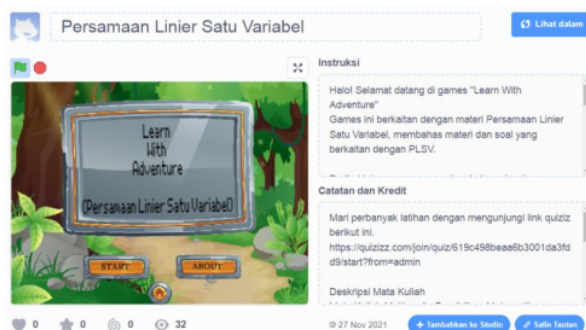 Persamaan Linier Satu Variabel
Lihat dalam
Instruksi
Learn
With
Adventure
(Persamaan Linier Satu Variabel)
START
ABOUT
Halo! Selamat datang di games "Learn With
Adventure"
Games ini berkaitan dengan materi Persamaan Linier
Satu Variabel, membahas materi dan soal yang
berkaitan dengan PLSV.
Catatan dan Kredit
Mari perbanyak latihan dengan mengunjungi link quiziz
berikut ini.
https://quizizz.com/join/quiz/619c498beaa6b3001da3fd
d9/start?from=admin
Deskripsi Mata Kuliah
0
0
0
32
© 27 Nov 2021
+ Tambahkan ke Studio
Salin Tautan